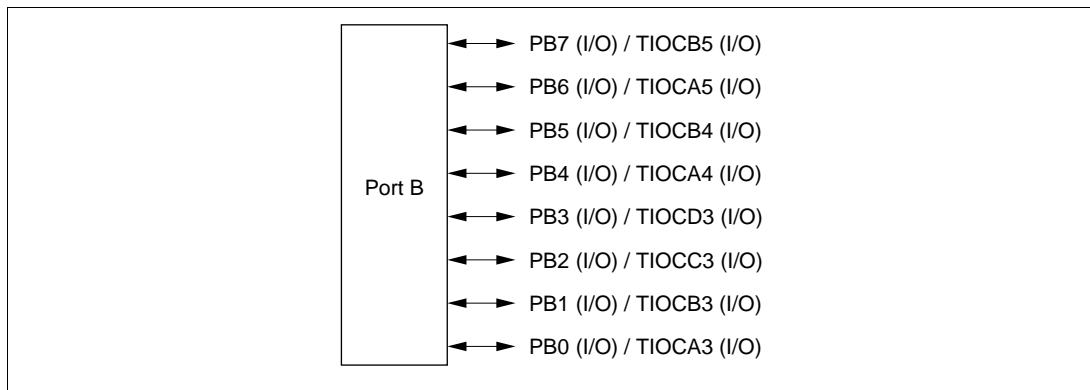 PB7 (I/O) / TIOCB5 (I/O)
PB6 (I/O) / TIOCA5 (I/O)
PB5 (I/O) / TIOCB4 (I/O)
PB4 (I/O) / TIOCA4 (I/O)
Port B
PB3 (I/O) / TIOCD3 (I/O)
PB2 (I/O) / TIOCC3 (I/O)
PB1 (I/O) / TIOCB3 (I/O)
PB0 (I/O) / TIOCA3 (I/O)